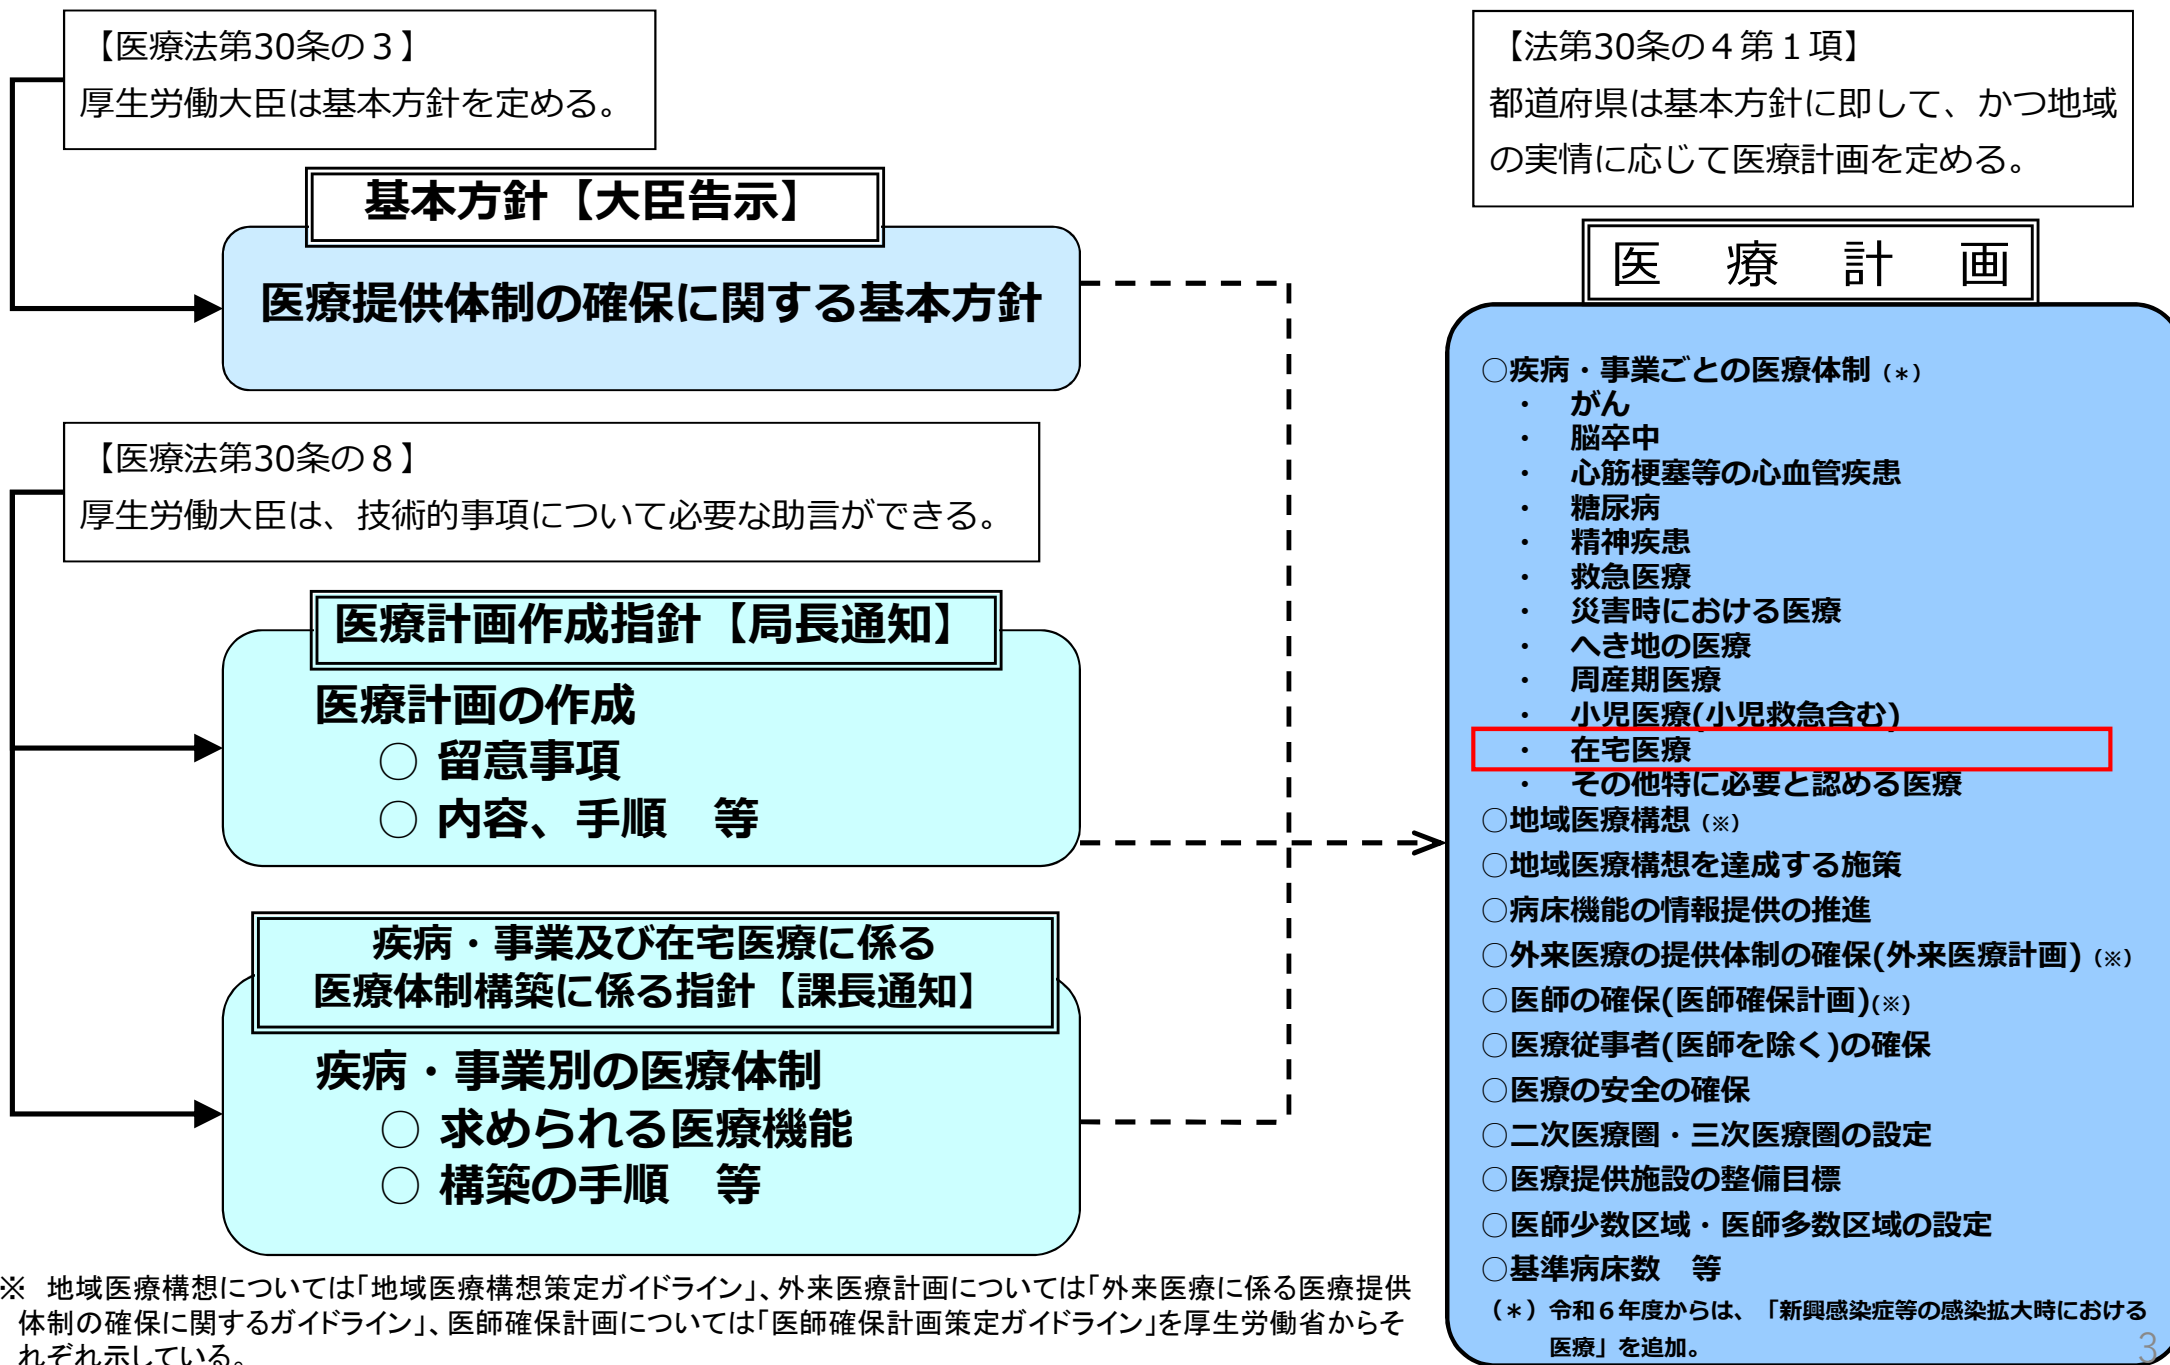 【医療法第30条の３】
厚生労働大臣は基本方針を定める。
基本方針【大臣告示】
医療提供体制の確保に関する基本方針
【医療法第30条の８】
厚生労働大臣は、技術的事項について必要な助言ができる。
医療計画作成指針【局長通知】
医療計画の作成
○ 留意事項
○ 内容、手順　等
疾病・事業及び在宅医療に係る
医療体制構築に係る指針【課長通知】
疾病・事業別の医療体制
○ 求められる医療機能
○ 構築の手順　等
※　地域医療構想については「地域医療構想策定ガイドライン」、外来医療計画については「外来医療に係る医療提供
体制の確保に関するガイドライン」、医師確保計画については「医師確保計画策定ガイドライン」を厚生労働省からそ
れぞれ示している。
【法第30条の４第１項】
都道府県は基本方針に即して、かつ地域
の実情に応じて医療計画を定める。
医　療　計　画
○疾病・事業ごとの医療体制（＊）
・　がん
・　脳卒中
・　心筋梗塞等の心血管疾患
・　糖尿病
・　精神疾患
・　救急医療
・　災害時における医療
・　へき地の医療
・　周産期医療
・　小児医療(小児救急含む)
・　在宅医療
・　その他特に必要と認める医療
○地域医療構想（※）
○地域医療構想を達成する施策
○病床機能の情報提供の推進
○外来医療の提供体制の確保(外来医療計画)（※）
○医師の確保(医師確保計画)(※)
○医療従事者(医師を除く)の確保
○医療の安全の確保
○二次医療圏・三次医療圏の設定
○医療提供施設の整備目標
○医師少数区域・医師多数区域の設定
○基準病床数　等
（＊）令和６年度からは、「新興感染症等の感染拡大時における
医療」を追加。
3